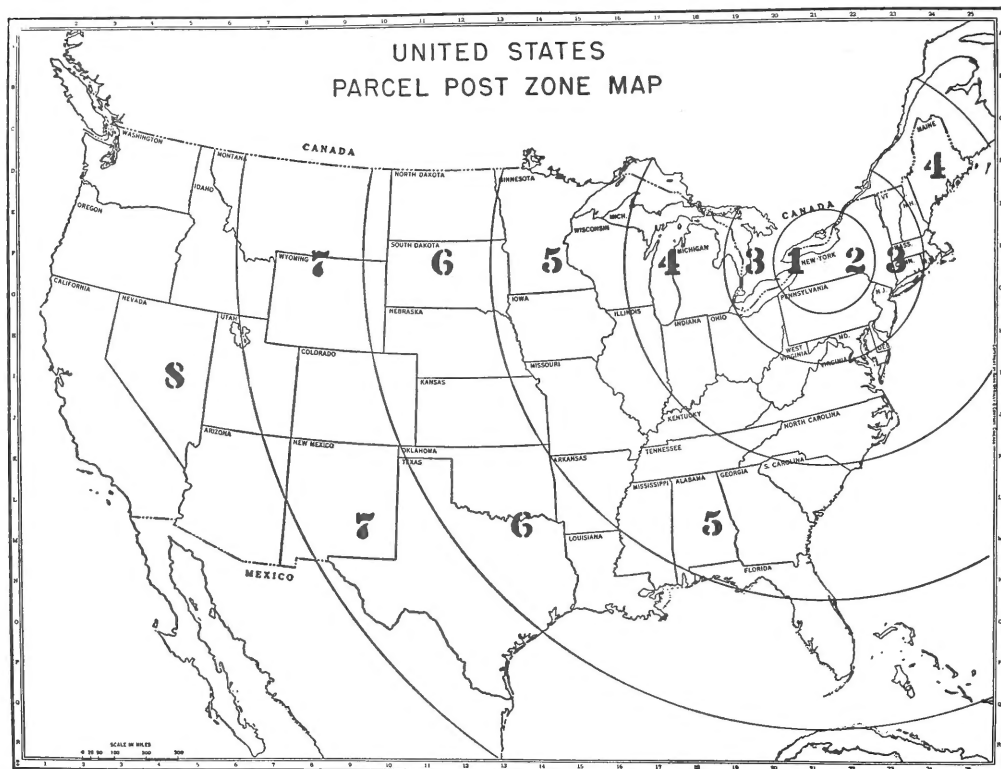 UNITED STATES
PARCEL POST ZONE MAP
CANADA
WASHINGTON
MONTANA
IDAHO
OREGON
NORTH DAKOTA
MINNESOTA
MAINE
4
VT.
N.H.
MICH.
WISCONSIN
MICHIGAN
CANADA
NEW YORK
MASS.
SOUTH DAKOTA
WYOMING
7
6
5
4
3
1
2
3
CALIFORNIA
NEVADA
UTAH
NEBRASKA
IOWA
ILLINOIS
INDIANA
OHIO
PENNSYLVANIA
N.J.
MD.
DEL.
WEST
VIRGINIA
VIRGINIA
COLORADO
KANSAS
MISSOURI
8
KENTUCKY
NORTH CAROLINA
ARIZONA
NEW MEXICO
OKLAHOMA
TEXAS
ARKANSAS
TENNESSEE
MISSISSIPPI
ALABAMA
GEORGIA
S. CAROLINA
7
6
5
LOUISIANA
FLORIDA
MEXICO
SCALE IN MILES